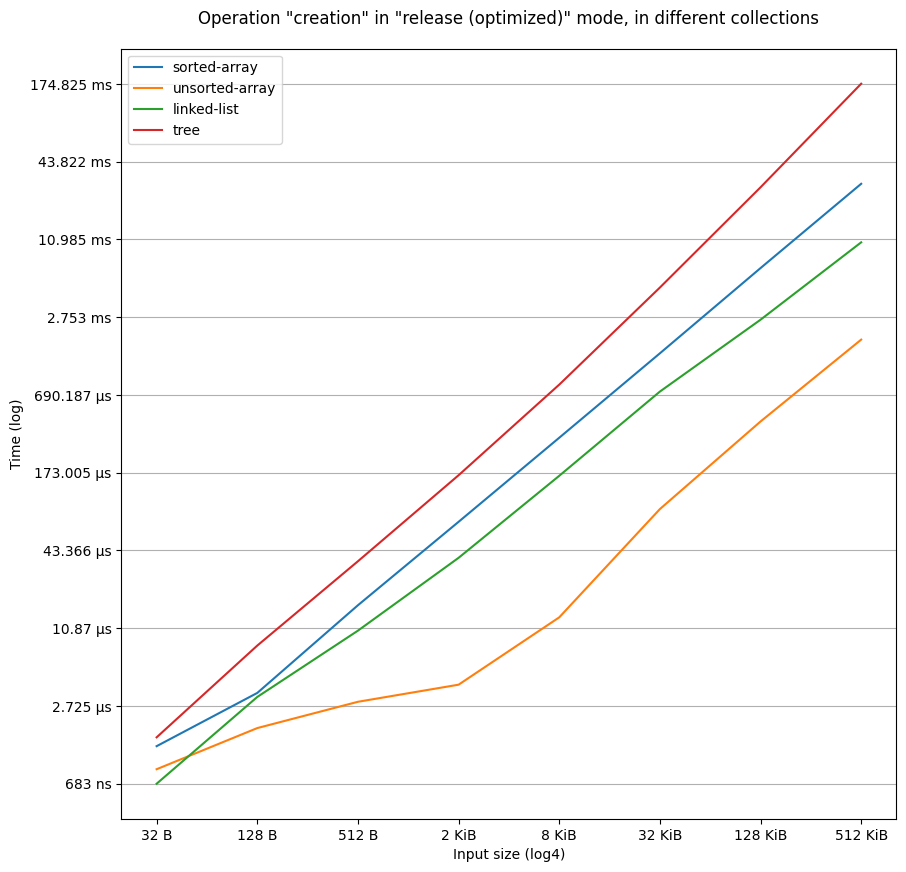 Operation "creation" in "release (optimized)" mode, in different collections
sorted-array
unsorted-array
linked-list
tree
174.825 ms
43.822 ms
10.985 ms
2.753 ms
690.187 µs
173.005 µs
43.366 µs
10.87 µs
2.725 µs
683 ns
Time (log)
32 B 128 B 512 B 2 KiB 8 KiB 32 KiB 128 KiB 512 KiB
Input size (log4)